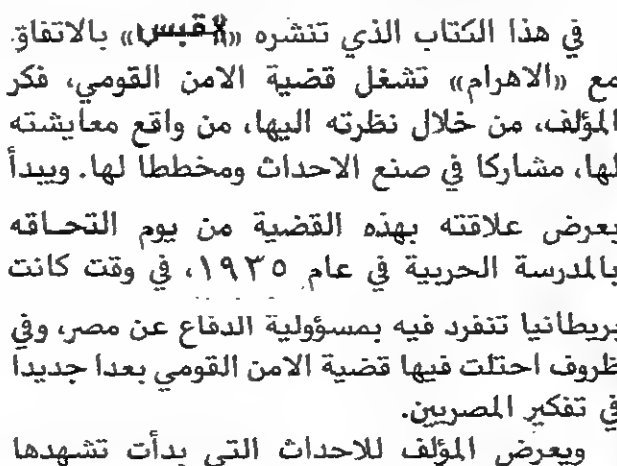 في هذا الكتاب الذي تنشره «القبس» بالاتفاق
مع «الاهرام» تشغل قضية الامن القومي، فكر
المؤلف، من خلال نظرته اليها، من واقع معايشته
لها، مشاركا في صنع الاحداث ومخططا لها. ويبدأ
بعرض علاقته بهذه القضية من يوم التحاقه
بالمدرسة الحربية في عام ١٩٣٥، في وقت كانت
بريطانيا تنفرد فيه بمسؤولية الدفاع عن مصر، وفي
ظروف احتلت فيها قضية الامن القومي بعدا جديدا
في تفكير المصريين.
ويعرض المؤلف للاحداث التي بدأت تشهدها